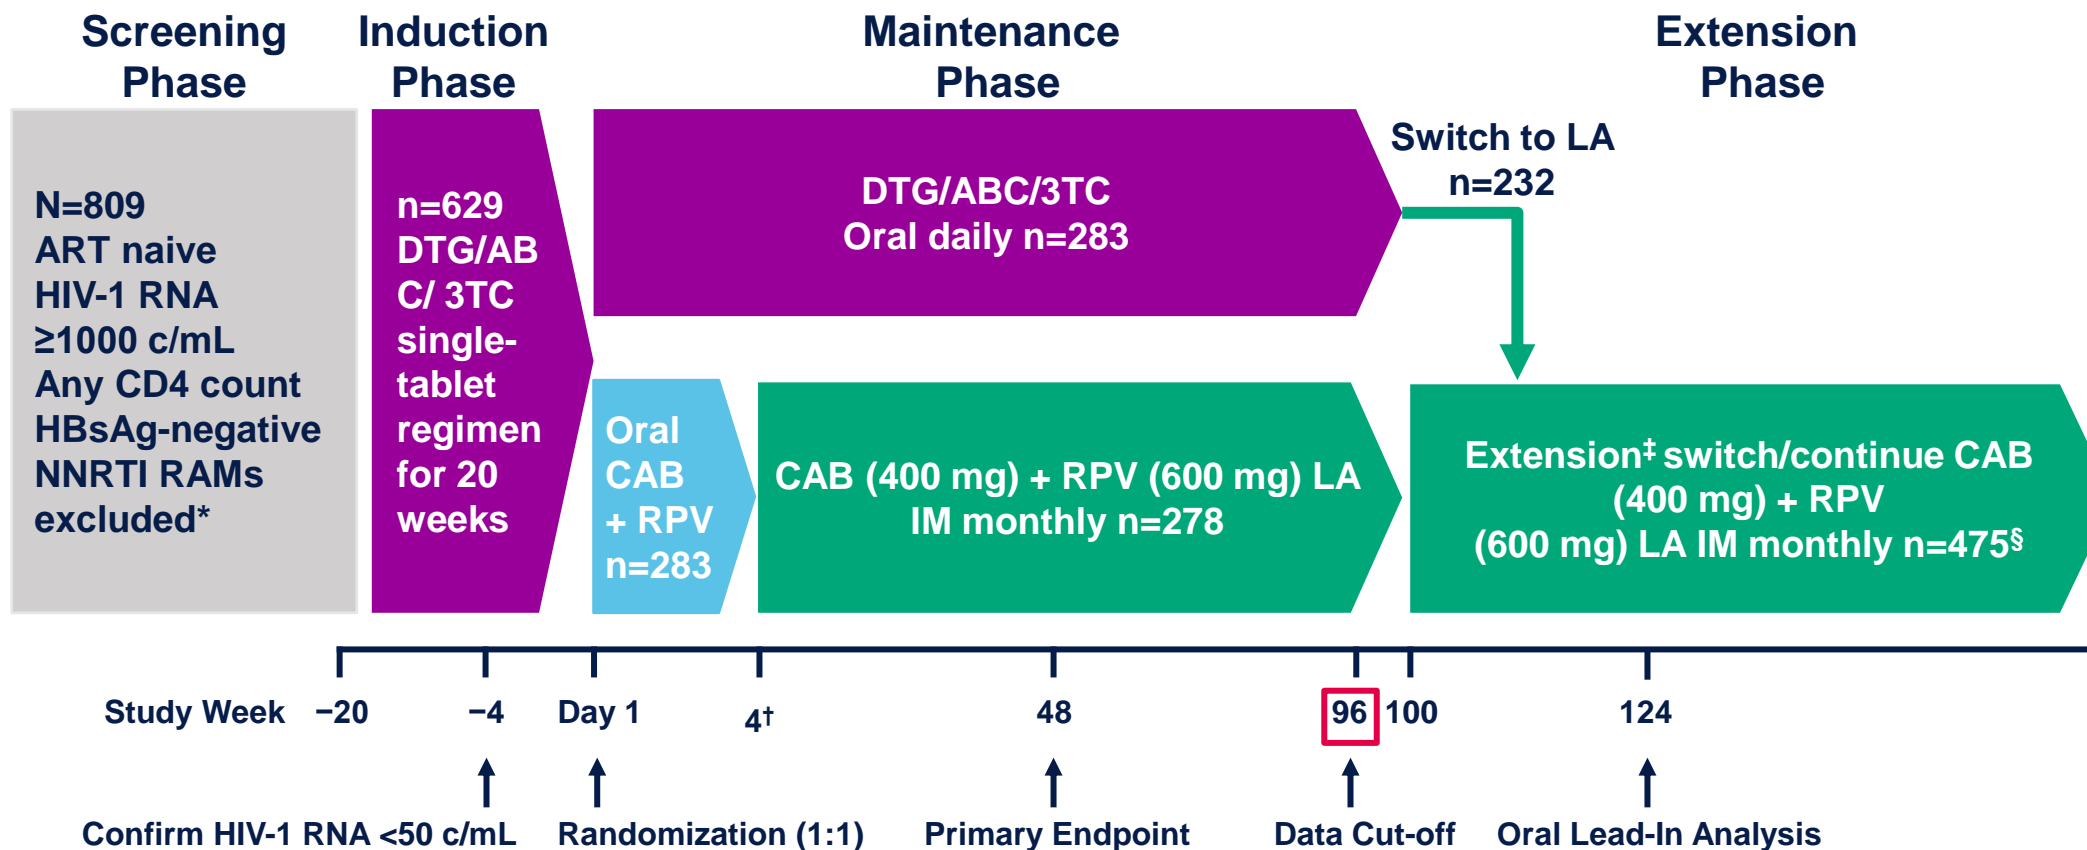 Screening
Phase
Induction
Phase
Maintenance
Phase
Extension
Phase
N=809
ART naive
HIV-1 RNA
≥1000 c/mL
Any CD4 count
HBsAg-negative
NNRTI RAMs
excluded*
n=629
DTG/AB
C/ 3TC
single-
tablet
regimen
for 20
weeks
DTG/ABC/3TC
Oral daily n=283
Switch to LA
n=232
Oral
CAB
+ RPV
n=283
CAB (400 mg) + RPV (600 mg) LA
IM monthly n=278
Extension‡ switch/continue CAB
(400 mg) + RPV
(600 mg) LA IM monthly n=475§
Study Week −20 −4 Day 1 4† 48 96 100 124
Confirm HIV-1 RNA <50 c/mL Randomization (1:1) Primary Endpoint Data Cut-off Oral Lead-In Analysis